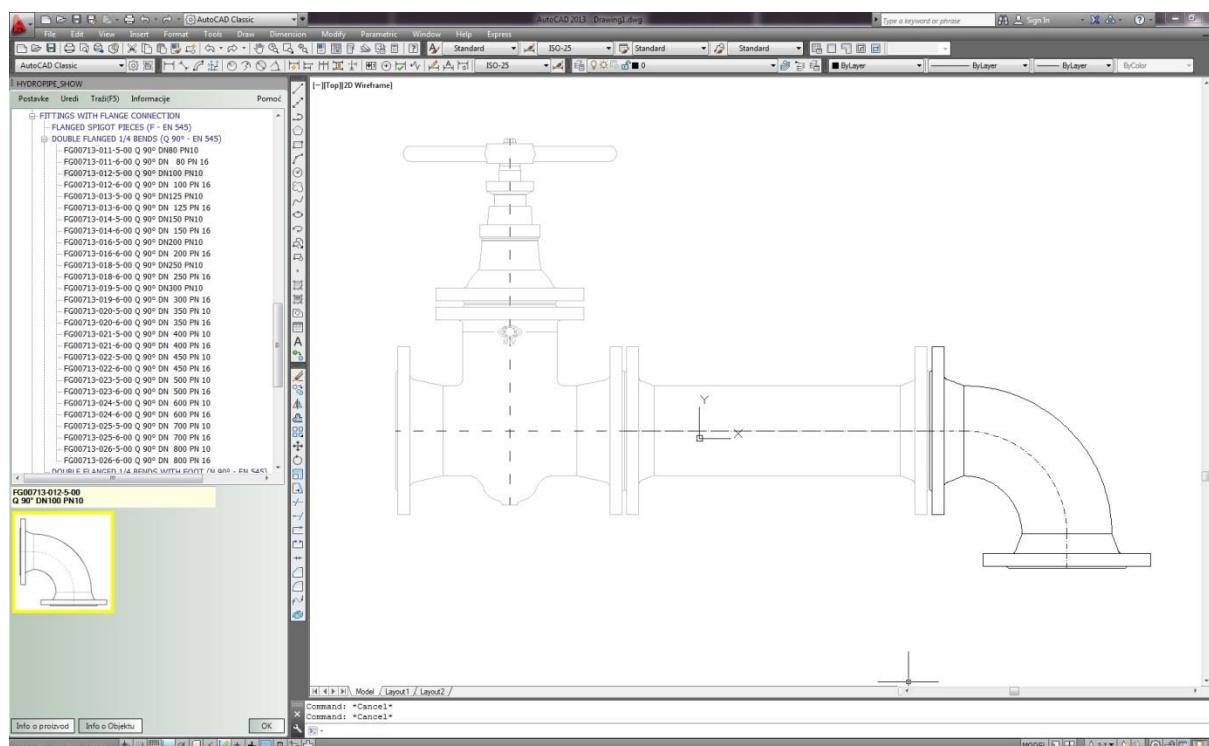 AutoCAD Classic
AutoCAD 2013 Drawing1.dwg
Type a keyword or phrase
Sign In
File Edit View Insert Format Tools Draw Dimension Modify Parametric Window Help Express
Standard ISO-25 Standard Standard
AutoCAD Classic ISO-25 0 ByLayer ByLayer ByLayer ByColor
HYDROPIPE_SHOW
Postavke Uredi Traži(F5) Informacije Pomoć
FITTINGS WITH FLANGE CONNECTION
FLANGED SPIGOT PIECES (F - EN 545)
DOUBLE FLANGED 1/4 BENDS (Q 90° - EN 545)
FG00713-011-5-00 Q 90° DN80 PN10
FG00713-011-6-00 Q 90° DN 80 PN 16
FG00713-012-5-00 Q 90° DN100 PN10
FG00713-012-6-00 Q 90° DN 100 PN 16
FG00713-013-5-00 Q 90° DN125 PN10
FG00713-013-6-00 Q 90° DN 125 PN 16
FG00713-014-5-00 Q 90° DN150 PN10
FG00713-014-6-00 Q 90° DN 150 PN 16
FG00713-016-5-00 Q 90° DN200 PN10
FG00713-016-6-00 Q 90° DN 200 PN 16
FG00713-018-5-00 Q 90° DN250 PN10
FG00713-018-6-00 Q 90° DN 250 PN 16
FG00713-019-5-00 Q 90° DN300 PN10
FG00713-019-6-00 Q 90° DN 300 PN 16
FG00713-020-5-00 Q 90° DN 350 PN 10
FG00713-020-6-00 Q 90° DN 350 PN 16
FG00713-021-5-00 Q 90° DN 400 PN 10
FG00713-021-6-00 Q 90° DN 400 PN 16
FG00713-022-5-00 Q 90° DN 450 PN 10
FG00713-022-6-00 Q 90° DN 450 PN 16
FG00713-023-5-00 Q 90° DN 500 PN 10
FG00713-023-6-00 Q 90° DN 500 PN 16
FG00713-024-5-00 Q 90° DN 600 PN 10
FG00713-024-6-00 Q 90° DN 600 PN 16
FG00713-025-5-00 Q 90° DN 700 PN 10
FG00713-025-6-00 Q 90° DN 700 PN 16
FG00713-026-5-00 Q 90° DN 800 PN 10
FG00713-026-6-00 Q 90° DN 800 PN 16
DOUBLE FLANGED 1/4 BENDS WITH FOOT (N 90° - EN 545)
FG00713-012-5-00
Q 90° DN100 PN10
Info o proizvod Info o Objektu OK
[−][Top][2D Wireframe]
Y
X
Model Layout1 Layout2
Command: *Cancel*
Command: *Cancel*
MODEL 1:1